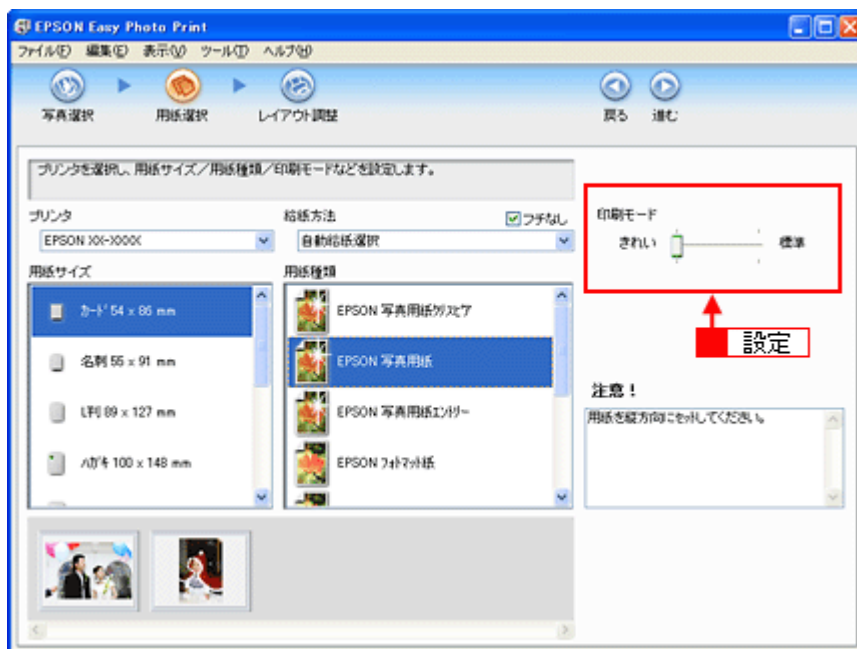 EPSON Easy Photo Print
ファイル(F) 編集(E) 表示(V) ツール(T) ヘルプ(H)
写真選択 用紙選択 レイアウト調整 戻る 進む
プリンタを選択し、用紙サイズ/用紙種類/印刷モードなどを設定します。
プリンタ
EPSON XX-XXXX
給紙方法
フチなし
自動給紙選択
印刷モード
きれい 標準
設定
用紙サイズ
カード 54 x 86 mm
名刺 55 x 91 mm
L判 89 x 127 mm
ハガキ 100 x 148 mm
用紙種類
EPSON 写真用紙クリスピア
EPSON 写真用紙
EPSON 写真用紙エントリー
EPSON フォトマット紙
注意!
用紙を縦方向にセットしてください。